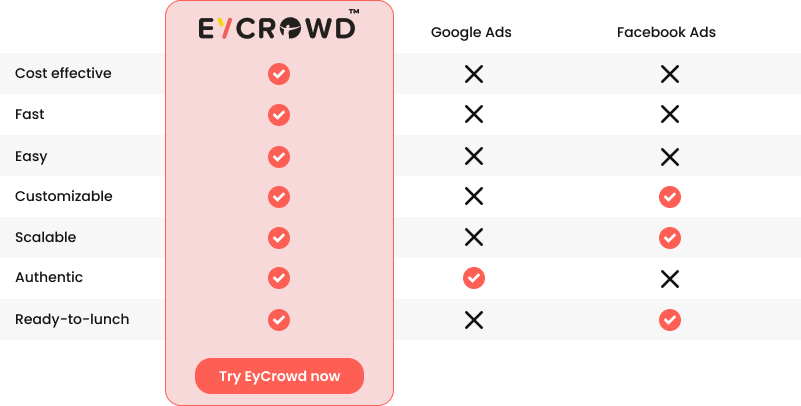 EYCROWD™ Google Ads Facebook Ads
Cost effective
Fast
Easy
Customizable
Scalable
Authentic
Ready-to-lunch
Try EyCrowd now